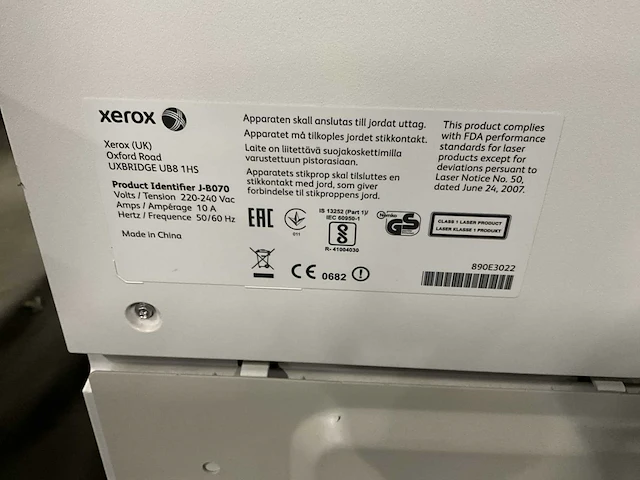 xerox
Xerox (UK)
Oxford Road
UXBRIDGE UB8 1HS
Product Identifier J-B070
Volts / Tension 220-240 Vac
Amps / Ampérage 10 A
Hertz / Frequence 50/60 Hz
Made in China
Apparaten skall anslutas till jordat uttag.
Apparatet må tilkoples jordet stikkontakt.
Laite on liitettävä suojakoskettimilla
varustettuun pistorasiaan.
Apparatets stikprop skal tilsluttes en
stikkontakt med jord, som giver
forbindelse til stikproppens jord.
This product complies
with FDA performance
standards for laser
products except for
deviations pursuant to
Laser Notice No. 50,
dated June 24, 2007.
EAC
011
IS 13252 (Part 1)/
IEC 60950-1
R- 41084030
Nemko
GS
CLASS 1 LASER PRODUCT
LASER KLASSE 1 PRODUKT
CE 0682
890E3022